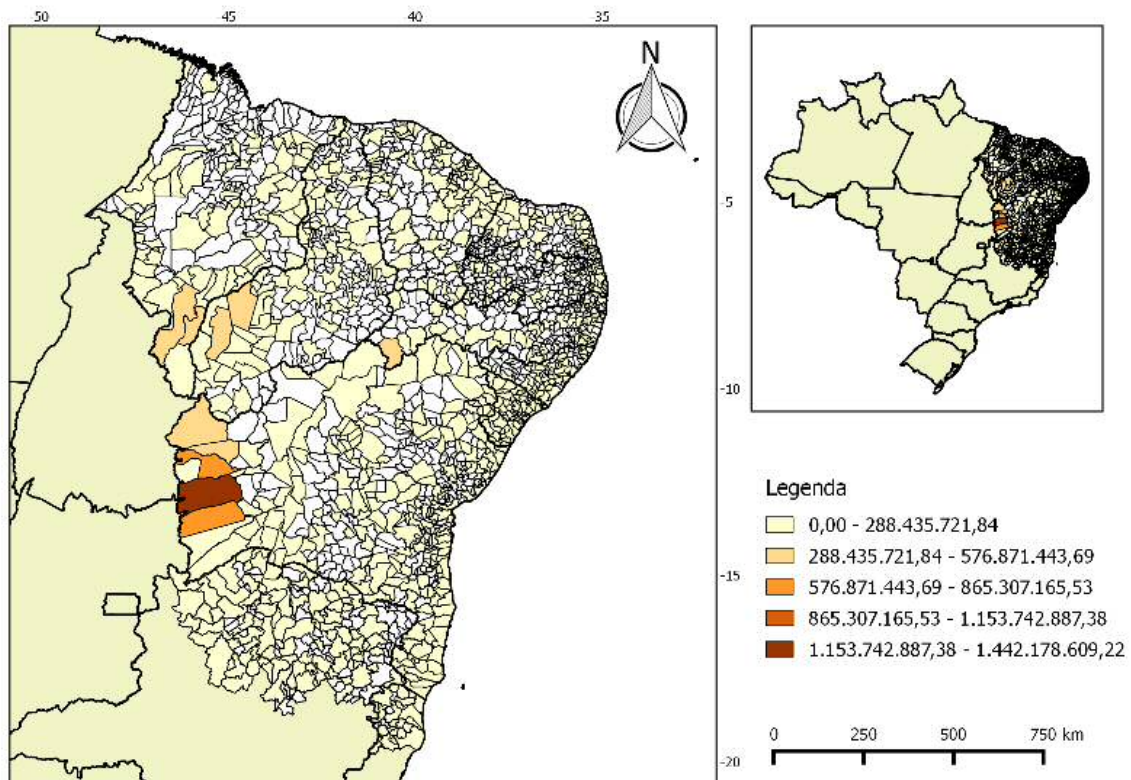 50
45
40
35
N
-5
-10
-15
-20
Legenda
0,00 - 288.435.721,84
288.435.721,84 - 576.871.443,69
576.871.443,69 - 865.307.165,53
865.307.165,53 - 1.153.742.887,38
1.153.742.887,38 - 1.442.178.609,22
0 250 500 750 km